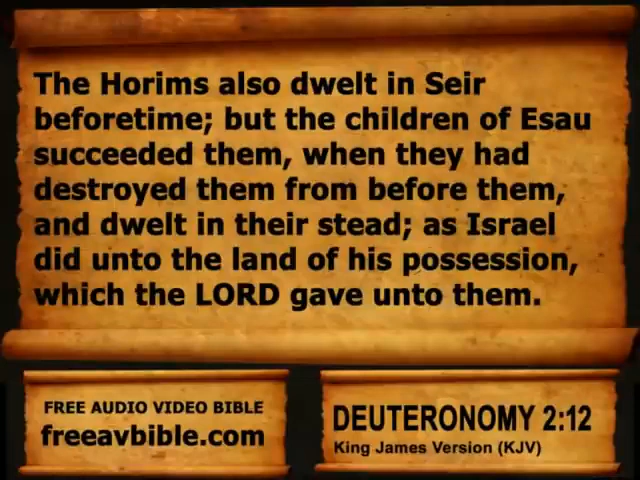 The Horims also dwelt in Seir
beforetime; but the children of Esau
succeeded them, when they had
destroyed them from before them,
and dwelt in their stead; as Israel
did unto the land of his possession,
which the LORD gave unto them.
FREE AUDIO VIDEO BIBLE
freeavbible.com
DEUTERONOMY 2:12
King James Version (KJV)